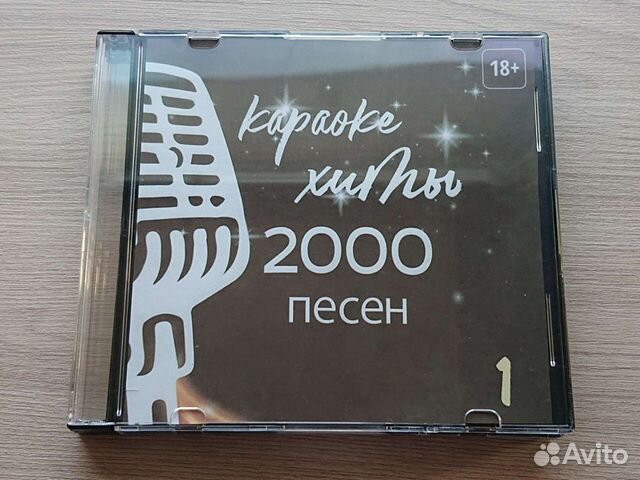 18+
караоке
хиты
2000
песен
1
Avito